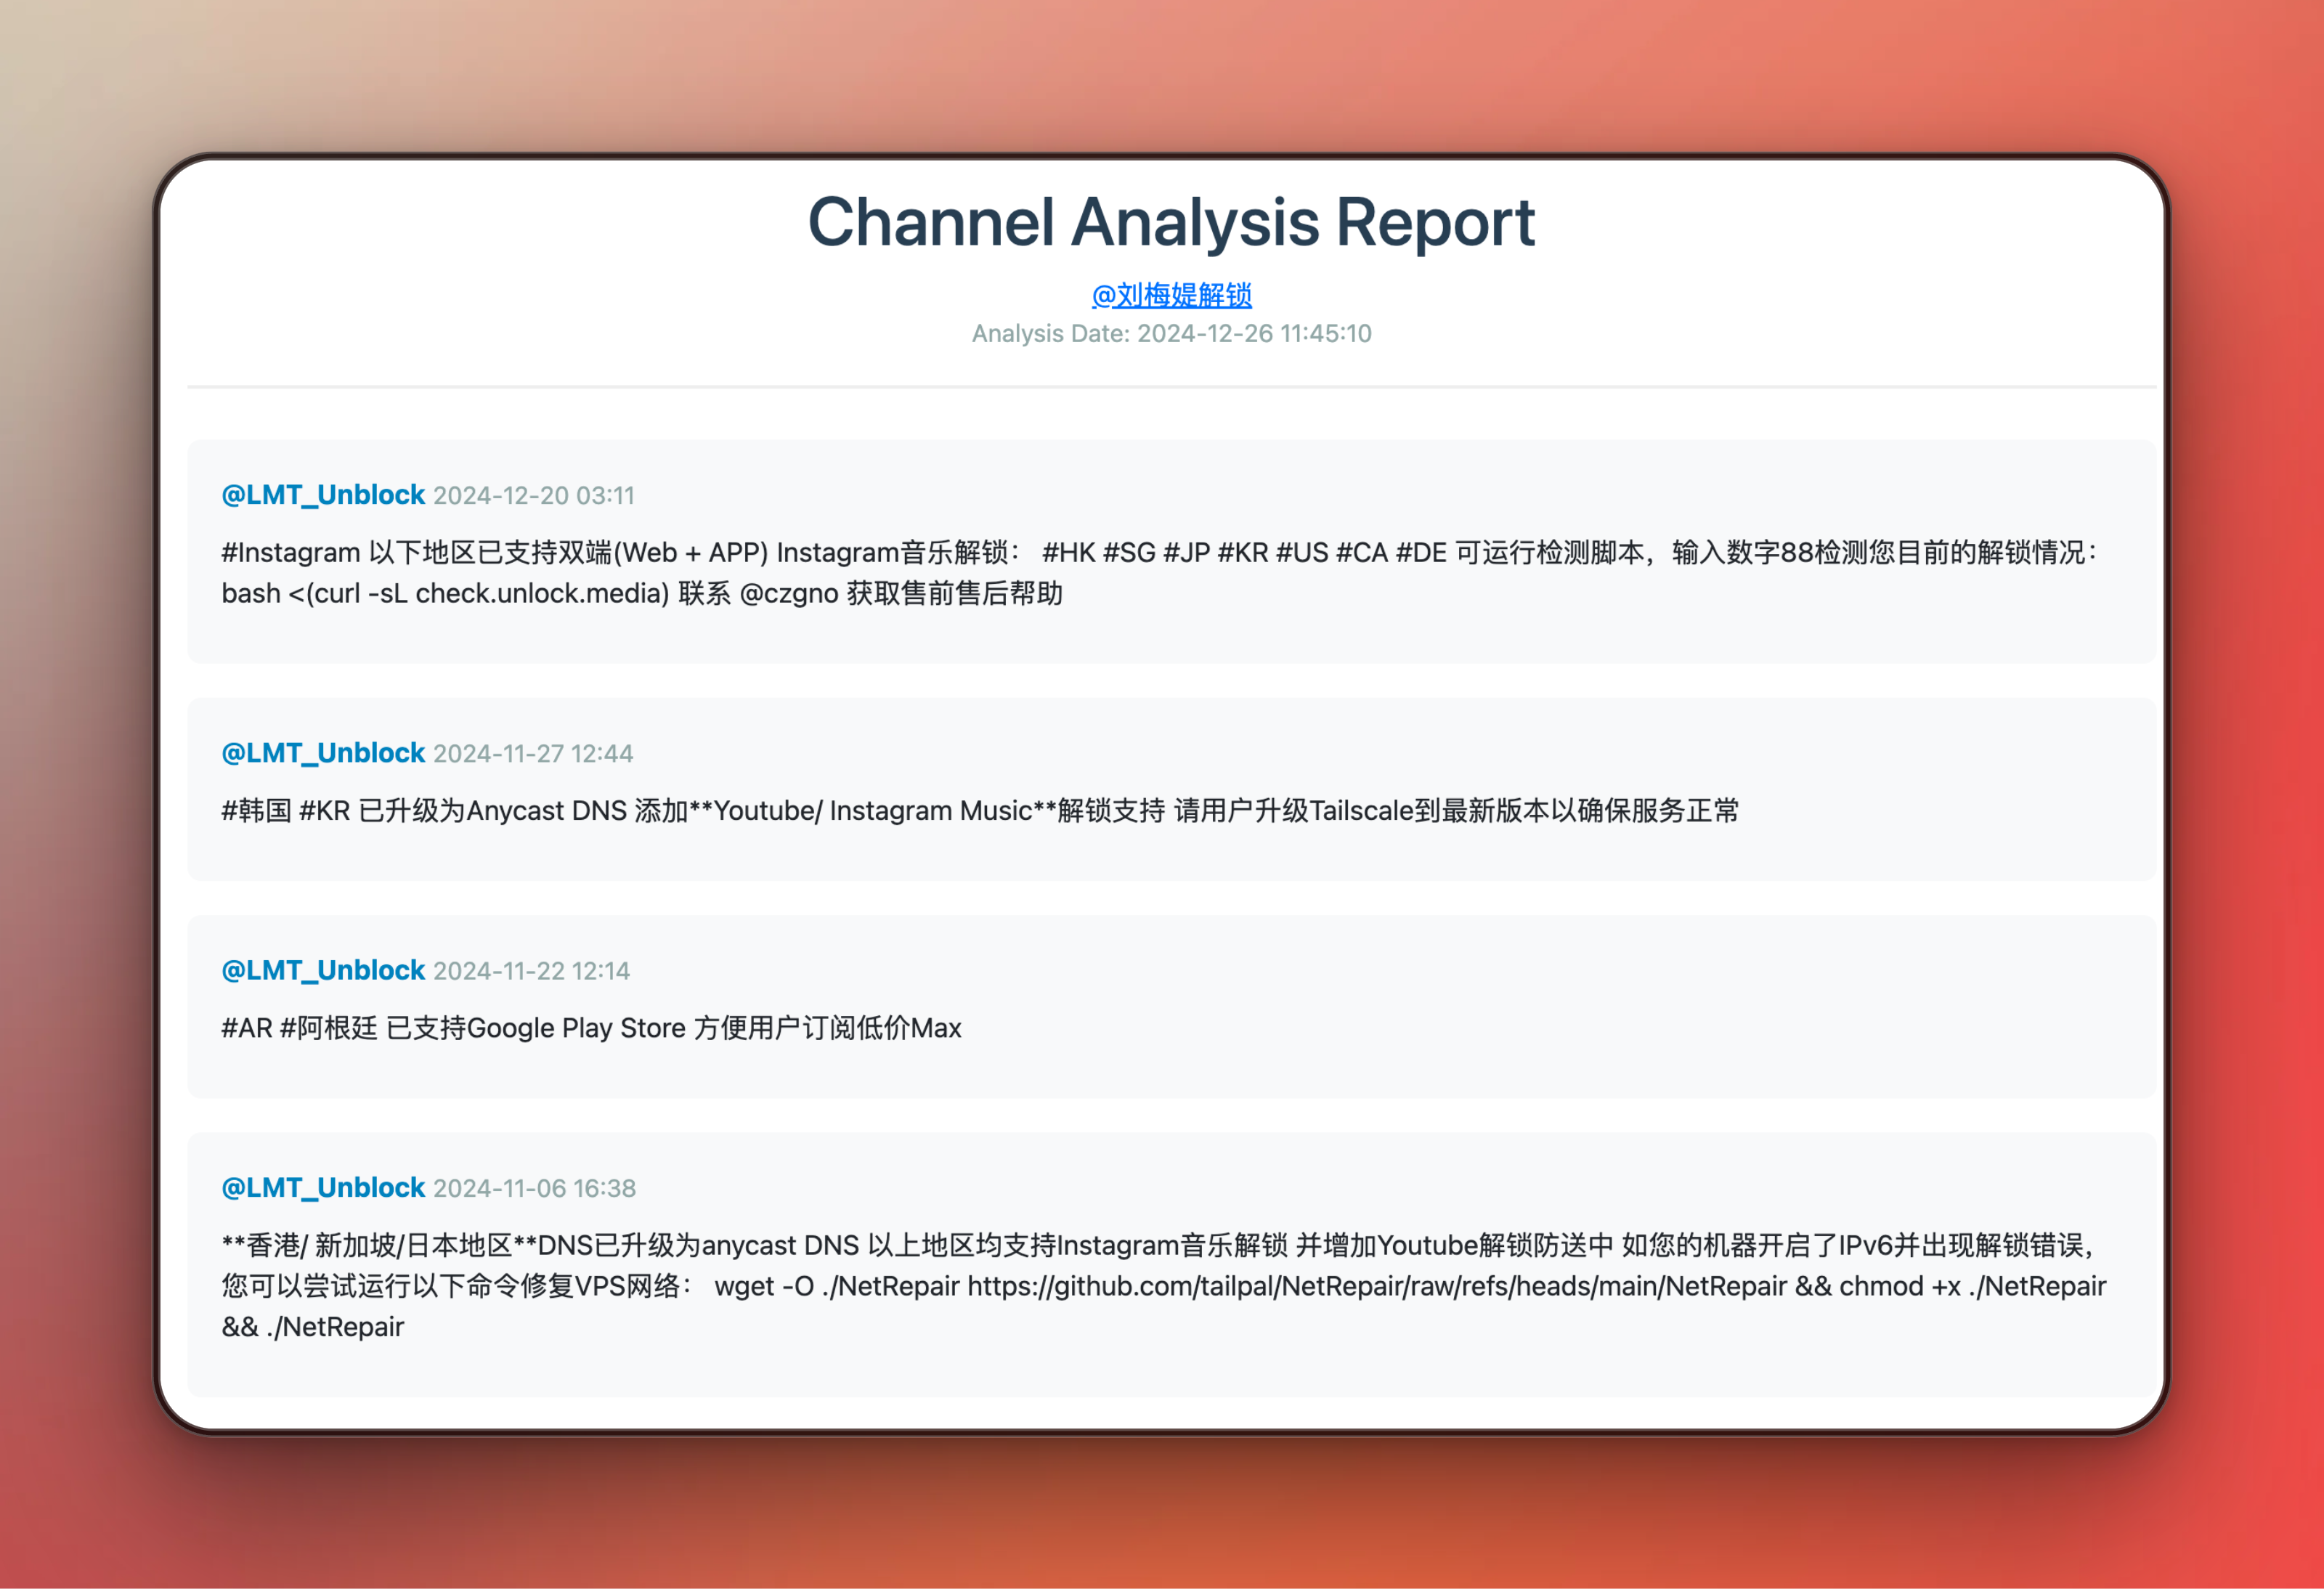 Channel Analysis Report
@刘梅媞解锁
Analysis Date: 2024-12-26 11:45:10
@LMT_Unblock 2024-12-20 03:11
#Instagram 以下地区已支持双端(Web + APP) Instagram音乐解锁： #HK #SG #JP #KR #US #CA #DE 可运行检测脚本，输入数字88检测您目前的解锁情况：
bash <(curl -sL check.unlock.media) 联系 @czgno 获取售前售后帮助
@LMT_Unblock 2024-11-27 12:44
#韩国 #KR 已升级为Anycast DNS 添加**Youtube/ Instagram Music**解锁支持 请用户升级Tailscale到最新版本以确保服务正常
@LMT_Unblock 2024-11-22 12:14
#AR #阿根廷 已支持Google Play Store 方便用户订阅低价Max
@LMT_Unblock 2024-11-06 16:38
**香港/ 新加坡/日本地区**DNS已升级为anycast DNS 以上地区均支持Instagram音乐解锁 并增加Youtube解锁防送中 如您的机器开启了IPv6并出现解锁错误，
您可以尝试运行以下命令修复VPS网络： wget -O ./NetRepair https://github.com/tailpal/NetRepair/raw/refs/heads/main/NetRepair && chmod +x ./NetRepair
&& ./NetRepair